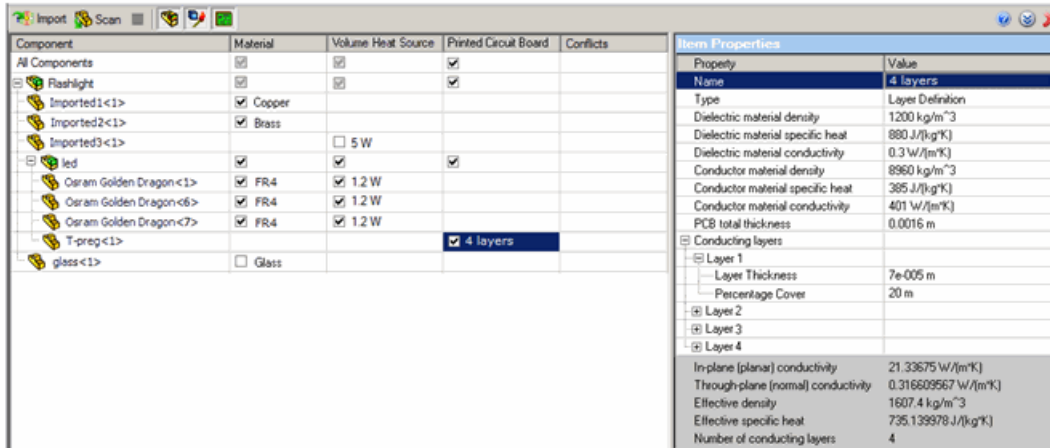 Import Scan
Component Material Volume Heat Source Printed Circuit Board Conflicts
All Components
Flashlight
Imported1<1> Copper
Imported2<1> Brass
Imported3<1> 5 W
led
Osram Golden Dragon<1> FR4 1.2 W
Osram Golden Dragon<6> FR4 1.2 W
Osram Golden Dragon<7> FR4 1.2 W
T-preg<1> 4 layers
glass<1> Glass
Item Properties
Property Value
Name 4 layers
Type Layer Definition
Dielectric material density 1200 kg/m^3
Dielectric material specific heat 880 J/(kg*K)
Dielectric material conductivity 0.3 W/(m*K)
Conductor material density 8960 kg/m^3
Conductor material specific heat 385 J/(kg*K)
Conductor material conductivity 401 W/(m*K)
PCB total thickness 0.0016 m
Conducting layers
Layer 1
Layer Thickness 7e-005 m
Percentage Cover 20 m
Layer 2
Layer 3
Layer 4
In-plane (planar) conductivity 21.33675 W/(m*K)
Through-plane (normal) conductivity 0.316609567 W/(m*K)
Effective density 1607.4 kg/m^3
Effective specific heat 735.139978 J/(kg*K)
Number of conducting layers 4